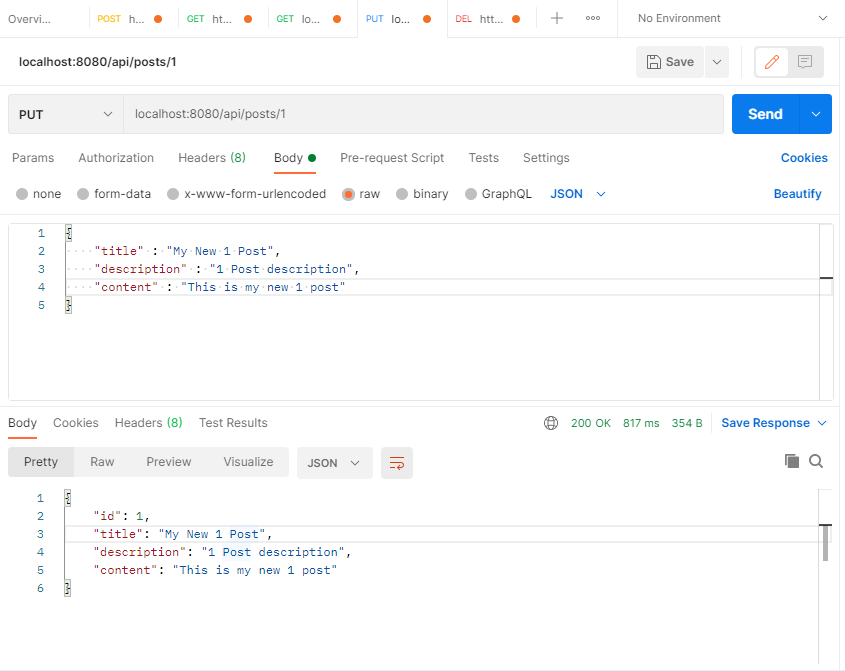 Overvi... POST h... GET ht... GET lo... PUT lo... DEL htt... No Environment
localhost:8080/api/posts/1 Save
PUT localhost:8080/api/posts/1 Send
Params Authorization Headers (8) Body Pre-request Script Tests Settings Cookies
none form-data x-www-form-urlencoded raw binary GraphQL JSON Beautify
1 {
2 "title" : "My New 1 Post",
3 "description" : "1 Post description",
4 "content" : "This is my new 1 post"
5 }
Body Cookies Headers (8) Test Results 200 OK 817 ms 354 B Save Response
Pretty Raw Preview Visualize JSON
1 {
2 "id": 1,
3 "title": "My New 1 Post",
4 "description": "1 Post description",
5 "content": "This is my new 1 post"
6 }